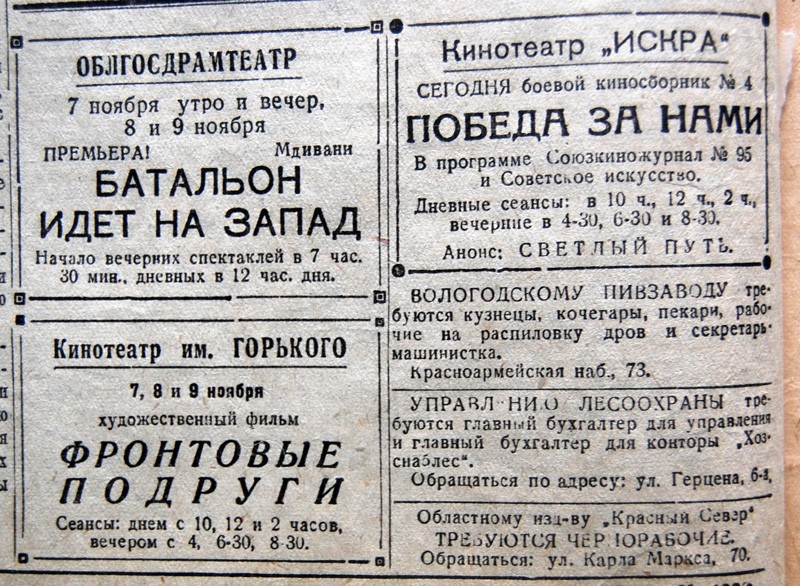 ОБЛГОСДРАМТЕАТР
7 ноября утро и вечер,
8 и 9 ноября
ПРЕМЬЕРА! Мдивани
БАТАЛЬОН
ИДЕТ НА ЗАПАД
Начало вечерних спектаклей в 7 час.
30 мин., дневных в 12 час. дня.
Кинотеатр им. ГОРЬКОГО
7, 8 и 9 ноября
художественный фильм
ФРОНТОВЫЕ
ПОДРУГИ
Сеансы: днем с 10, 12 и 2 часов,
вечером с 4, 6-30, 8-30.
Кинотеатр „ИСКРА“
СЕГОДНЯ боевой киносборник № 4
ПОБЕДА ЗА НАМИ
В программе Союзкиножурнал № 95
и Советское искусство.
Дневные сеансы: в 10 ч., 12 ч., 2 ч.,
вечерние в 4-30, 6-30 и 8-30.
Анонс: СВЕТЛЫЙ ПУТЬ.
ВОЛОГОДСКОМУ ПИВЗАВОДУ тре-
буются кузнецы, кочегары, пекари, рабо-
чие на распиловку дров и секретарь-
машинистка.
Красноармейская наб., 73.
УПРАВЛ НИ Ю ЛЕСООХРАНЫ тре-
буются главный бухгалтер для управления
и главный бухгалтер для конторы „Хоз-
снаблес“.
Обращаться по адресу: ул. Герцена,
Областному изд-ву „Красный Север“
ТРЕБУЮТСЯ ЧЕРНОРАБОЧИЕ.
Обращаться: ул. Карла Маркса, 70.